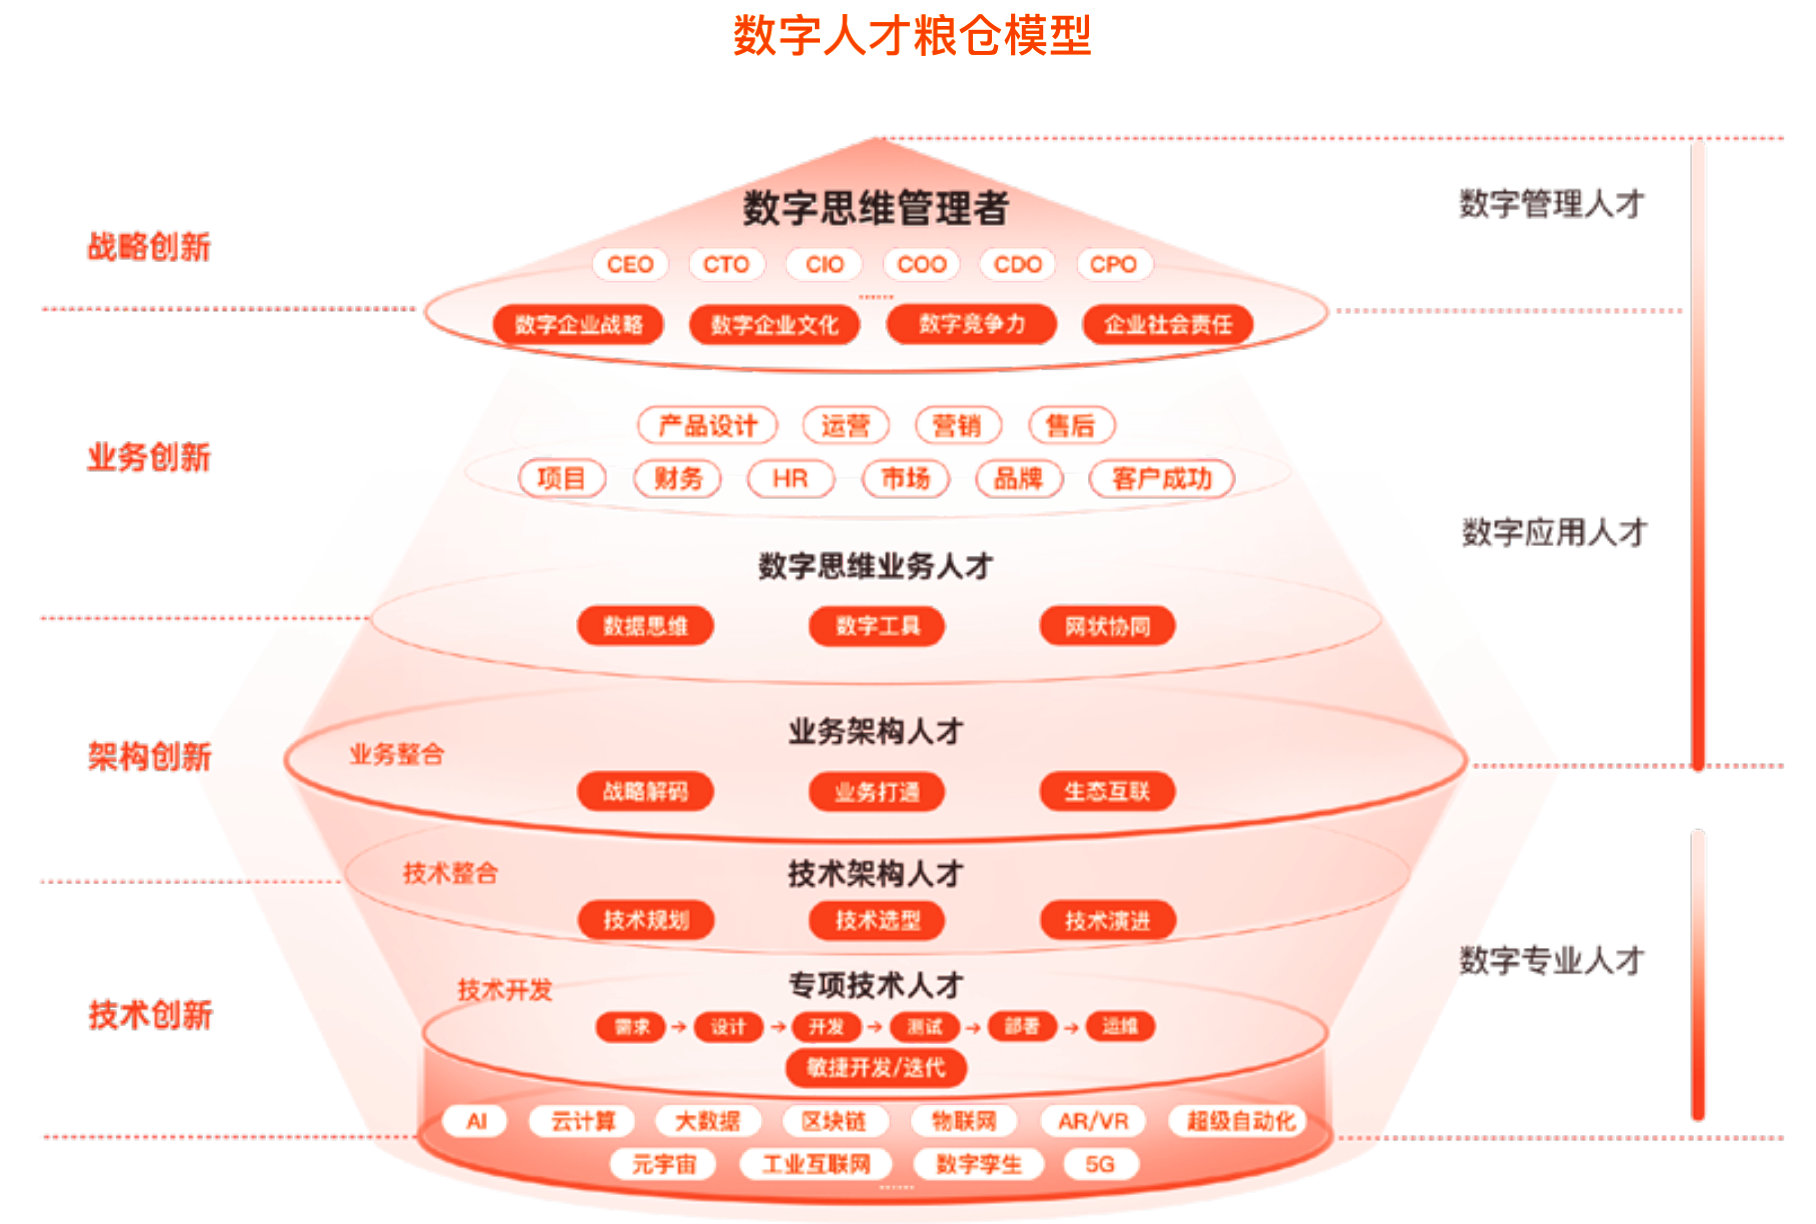 数字人才粮仓模型
数字思维管理者
数字管理人才
战略创新
CEO CTO CIO COO CDO CPO
......
数字企业战略 数字企业文化 数字竞争力 企业社会责任
产品设计 运营 营销 售后
业务创新
项目 财务 HR 市场 品牌 客户成功
数字应用人才
数字思维业务人才
数据思维 数字工具 网状协同
业务架构人才
架构创新
业务整合
战略解码 业务打通 生态互联
技术整合
技术架构人才
技术规划 技术选型 技术演进
数字专业人才
技术开发
专项技术人才
技术创新
需求→设计→开发→测试→部署→运维
敏捷开发/迭代
AI 云计算 大数据 区块链 物联网 AR/VR 超级自动化
元宇宙 工业互联网 数字孪生 5G
......